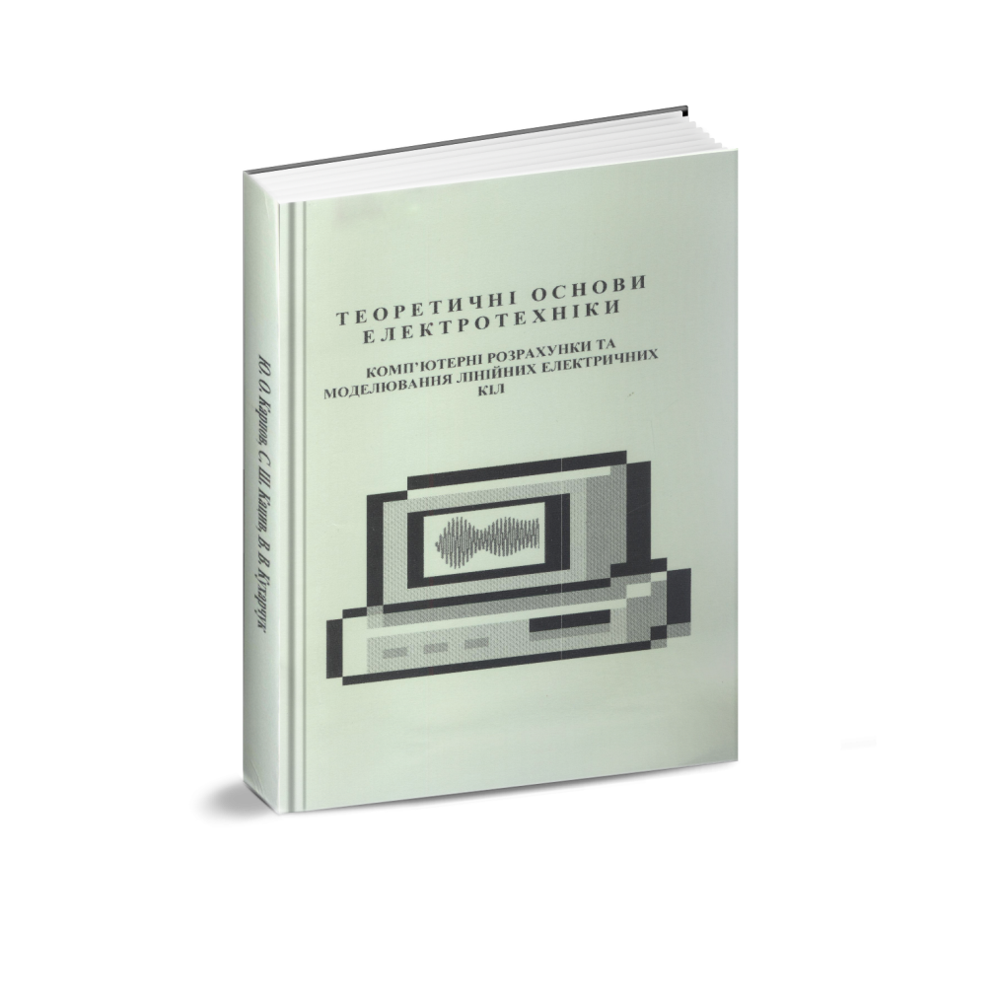 ТЕОРЕТИЧНІ ОСНОВИ
ЕЛЕКТРОТЕХНІКИ
КОМП'ЮТЕРНІ РОЗРАХУНКИ ТА
МОДЕЛЮВАННЯ ЛІНІЙНИХ ЕЛЕКТРИЧНИХ
КІЛ
Ю. О. Карпов, С. Ш. Кацив, В. В. Кухарчук